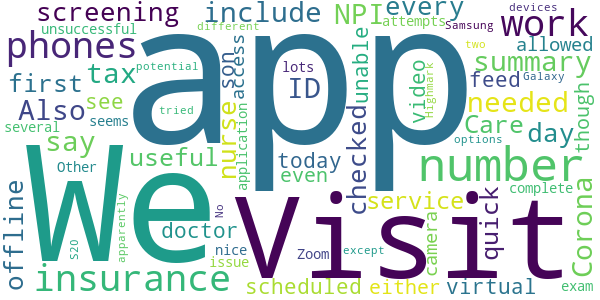 screening include NPI every work
unsuccessful different attempts Samsung devices
phones app allowed
potential son access lots unable two Galaxy
first tax ID video Highmark summary
Also see nurse checked feed needed
several seems tried application options
say We useful today Care day though
Other even number
apparently No service complete
offline doctor Visit quick Corona
S20 nice Zoom except camera
insurance issue scheduled either virtual exam